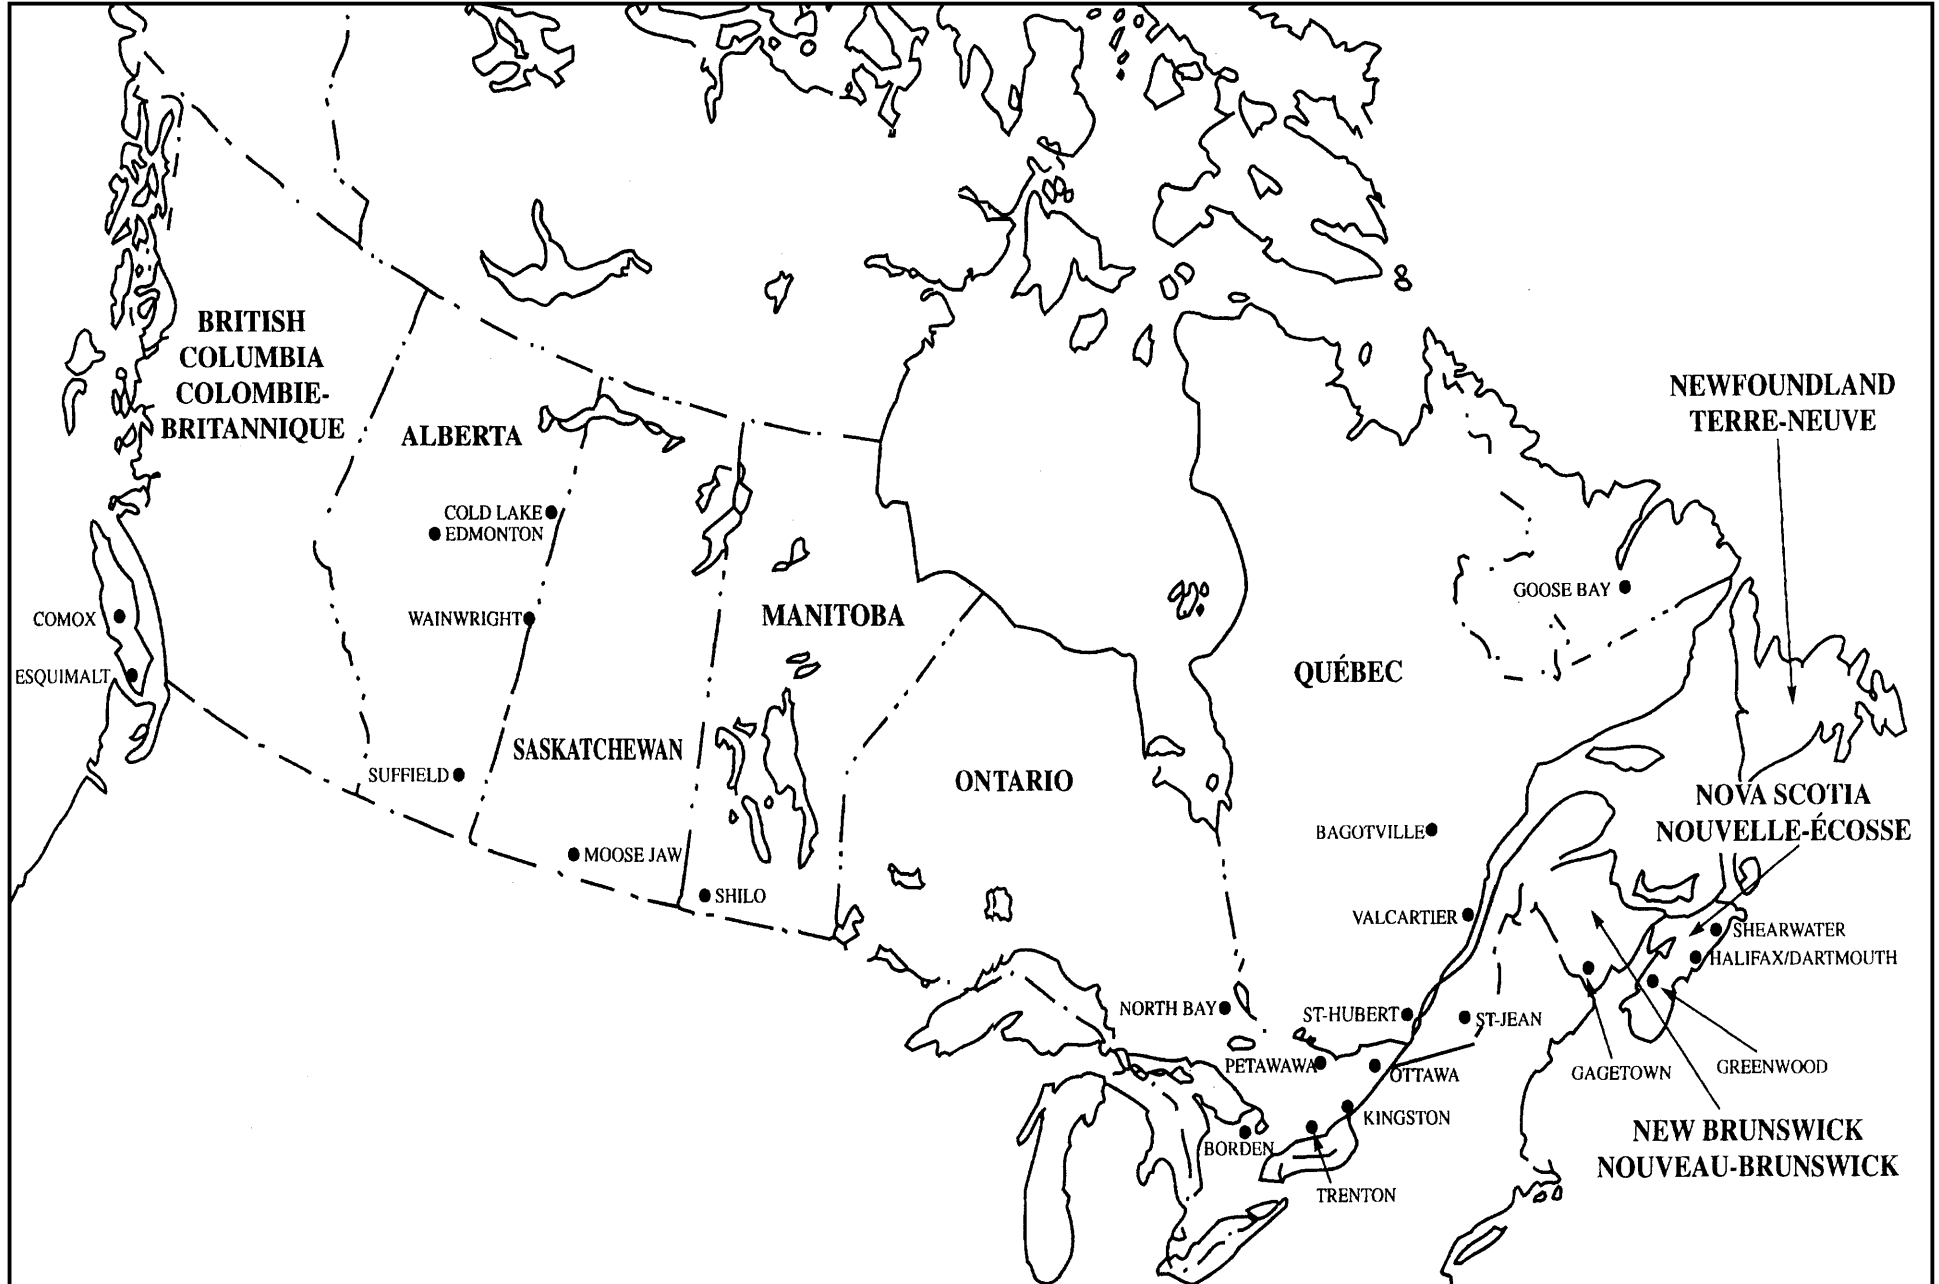 BRITISH
COLUMBIA
COLOMBIE-
BRITANNIQUE
ALBERTA
NEWFOUNDLAND
TERRE-NEUVE
COLD LAKE
EDMONTON
GOOSE BAY
COMOX
WAINWRIGHT
MANITOBA
ESQUIMALT
QUÉBEC
SASKATCHEWAN
SUFFIELD
ONTARIO
NOVA SCOTIA
NOUVELLE-ÉCOSSE
BAGOTVILLE
MOOSE JAW
SHILO
VALCARTIER
SHEARWATER
HALIFAX/DARTMOUTH
NORTH BAY
ST-HUBERT
ST-JEAN
PETAWAWA
OTTAWA
GAGETOWN
GREENWOOD
KINGSTON
BORDEN
NEW BRUNSWICK
NOUVEAU-BRUNSWICK
TRENTON